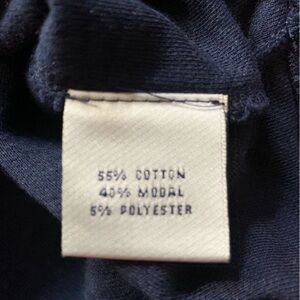 55% COTTON
40% MODAL
5% POLYESTER